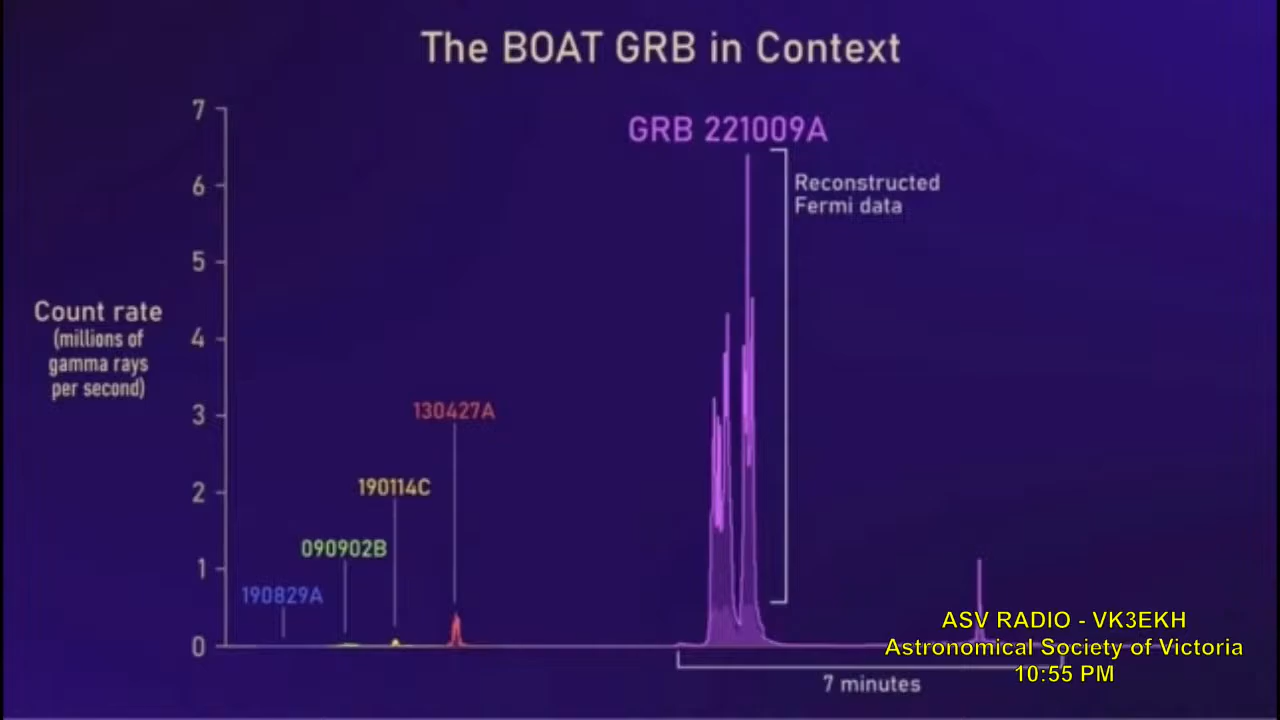 The BOAT GRB in Context
7
6
5
4
3
2
1
0
Count rate
(millions of
gamma rays
per second)
190829A
090902B
190114C
130427A
GRB 221009A
Reconstructed
Fermi data
7 minutes
ASV RADIO - VK3EKH
Astronomical Society of Victoria
10:55 PM